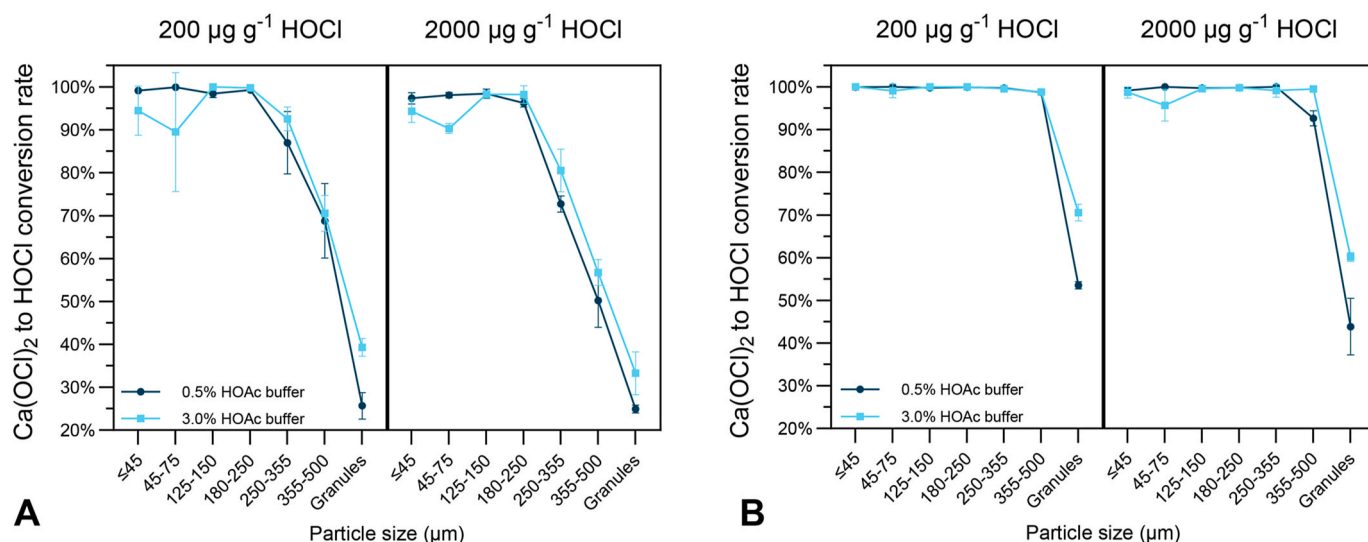 200 µg g⁻¹ HOCl
2000 µg g⁻¹ HOCl
Ca(OCl)₂ to HOCl conversion rate
100%
90%
80%
70%
60%
50%
40%
30%
20%
0.5% HOAc buffer
3.0% HOAc buffer
≤45
45-75
125-150
180-250
250-355
355-500
Granules
≤45
45-75
125-150
180-250
250-355
355-500
Granules
Particle size (µm)
A
200 µg g⁻¹ HOCl
2000 µg g⁻¹ HOCl
Ca(OCl)₂ to HOCl conversion rate
100%
90%
80%
70%
60%
50%
40%
30%
20%
0.5% HOAc buffer
3.0% HOAc buffer
≤45
45-75
125-150
180-250
250-355
355-500
Granules
≤45
45-75
125-150
180-250
250-355
355-500
Granules
Particle size (µm)
B